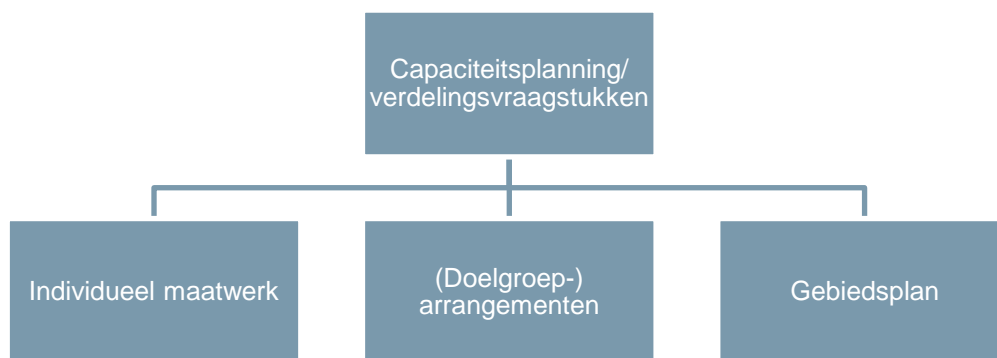 Capaciteitsplanning/
verdelingsvraagstukken
Individueel maatwerk
(Doelgroep-)
arrangementen
Gebiedsplan